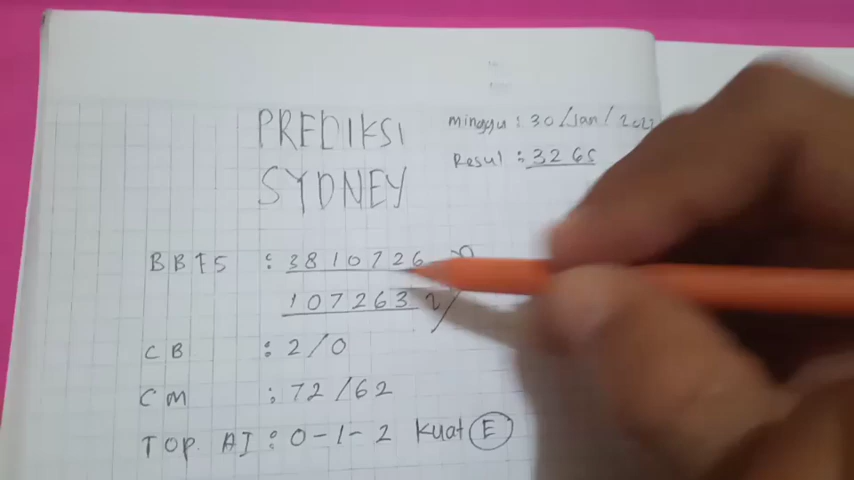 PREDIKSI
SYDNEY
Minggu : 30/Jan/202
Resul : 3265
BBFS : 3810726
107263
CB : 2/0
CM : 72/62
TOP. AI : 0-1-2 Kuat E